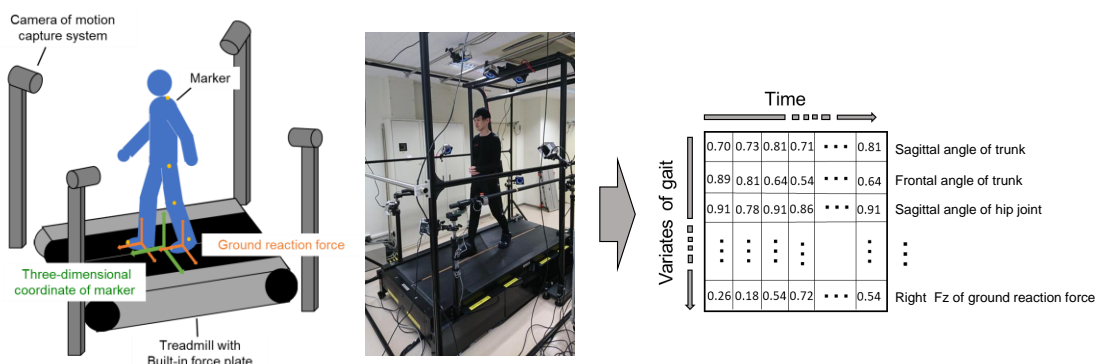 Camera of motion
capture system
Marker
Ground reaction force
Three-dimensional
coordinate of marker
Treadmill with
Built-in force plate
Time
Variates of gait
0.70 0.73 0.81 0.71 ··· 0.81 Sagittal angle of trunk
0.89 0.81 0.64 0.54 ··· 0.64 Frontal angle of trunk
0.91 0.78 0.91 0.86 ··· 0.91 Sagittal angle of hip joint
0.26 0.18 0.54 0.72 ··· 0.54 Right Fz of ground reaction force